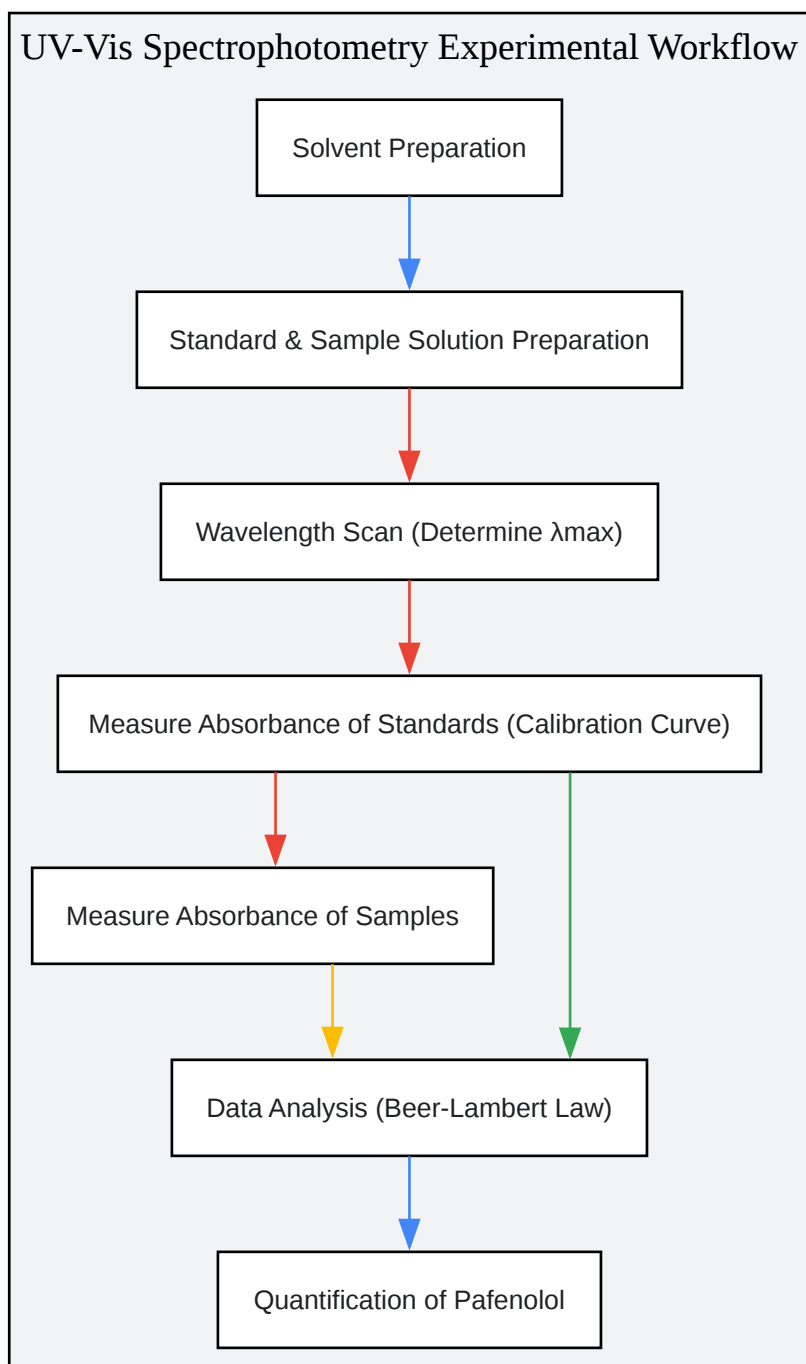 UV-Vis Spectrophotometry Experimental Workflow
Solvent Preparation
Standard & Sample Solution Preparation
Wavelength Scan (Determine λmax)
Measure Absorbance of Standards (Calibration Curve)
Measure Absorbance of Samples
Data Analysis (Beer-Lambert Law)
Quantification of Pafenolol